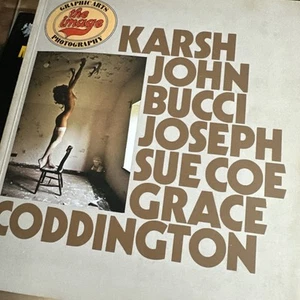 GRAPHIC ARTS
the image
PHOTOGRAPHY
KARSH
JOHN
BUCCI
JOSEPH
SUE COE
GRACE
CODDINGTON